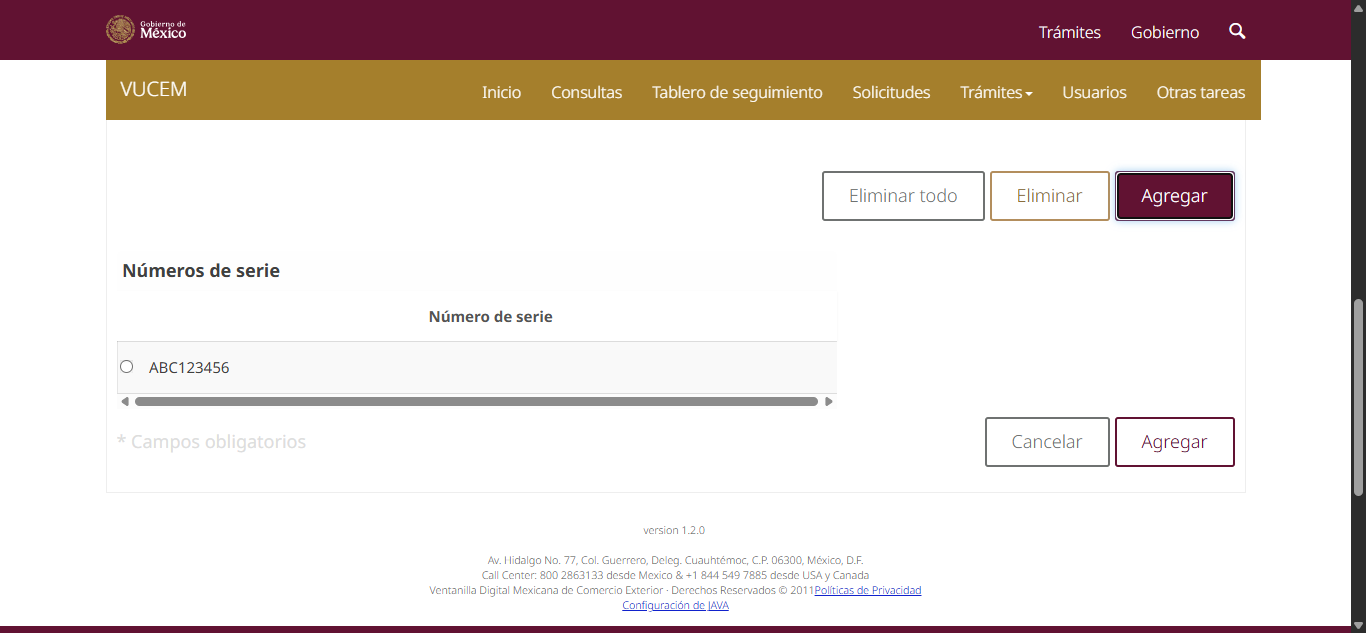 Gobierno de
México
Trámites Gobierno
VUCEM
Inicio Consultas Tablero de seguimiento Solicitudes Trámites Usuarios Otras tareas
Eliminar todo Eliminar Agregar
Números de serie
Número de serie
ABC123456
* Campos obligatorios
Cancelar Agregar
version 1.2.0
Av. Hidalgo No. 77, Col. Guerrero, Deleg. Cuauhtémoc, C.P. 06300, México, D.F.
Call Center: 800 2863133 desde Mexico & +1 844 549 7885 desde USA y Canada
Ventanilla Digital Mexicana de Comercio Exterior · Derechos Reservados © 2011Políticas de Privacidad
Configuración de JAVA